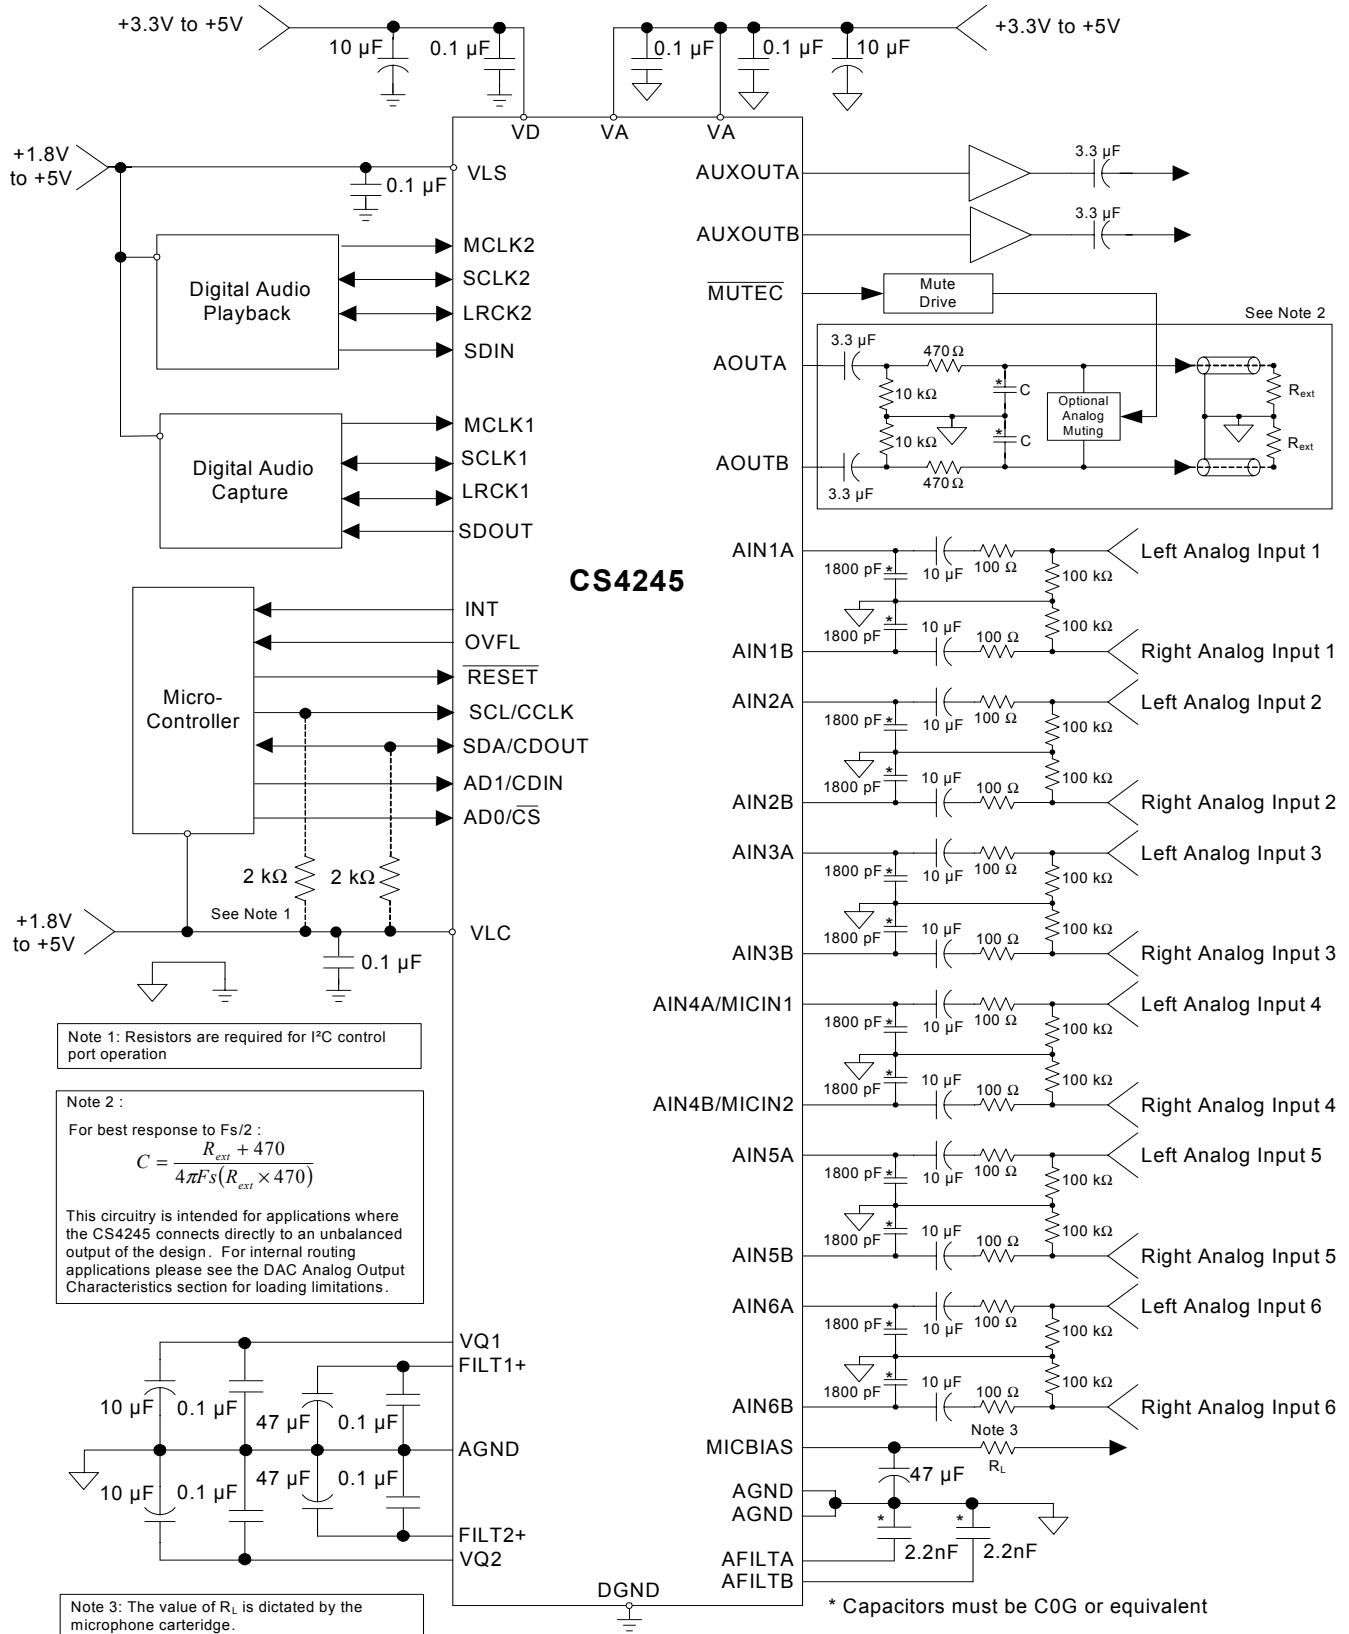 +3.3V to +5V
10 µF
0.1 µF
0.1 µF
0.1 µF
10 µF
+3.3V to +5V
VD
VA
VA
+1.8V
to +5V
0.1 µF
VLS
AUXOUTA
3.3 µF
AUXOUTB
3.3 µF
Digital Audio
Playback
MCLK2
SCLK2
LRCK2
SDIN
MUTEC
Mute
Drive
See Note 2
AOUTA
3.3 µF
470 Ω
10 kΩ
* C
Optional
Analog
Muting
Rext
10 kΩ
* C
Rext
AOUTB
3.3 µF
470 Ω
Digital Audio
Capture
MCLK1
SCLK1
LRCK1
SDOUT
CS4245
AIN1A
1800 pF *
10 µF
100 Ω
100 kΩ
Left Analog Input 1
AIN1B
1800 pF *
10 µF
100 Ω
100 kΩ
Right Analog Input 1
AIN2A
1800 pF *
10 µF
100 Ω
100 kΩ
Left Analog Input 2
AIN2B
1800 pF *
10 µF
100 Ω
100 kΩ
Right Analog Input 2
AIN3A
1800 pF *
10 µF
100 Ω
100 kΩ
Left Analog Input 3
AIN3B
1800 pF *
10 µF
100 Ω
100 kΩ
Right Analog Input 3
AIN4A/MICIN1
1800 pF *
10 µF
100 Ω
100 kΩ
Left Analog Input 4
AIN4B/MICIN2
1800 pF *
10 µF
100 Ω
100 kΩ
Right Analog Input 4
AIN5A
1800 pF *
10 µF
100 Ω
100 kΩ
Left Analog Input 5
AIN5B
1800 pF *
10 µF
100 Ω
100 kΩ
Right Analog Input 5
AIN6A
1800 pF *
10 µF
100 Ω
100 kΩ
Left Analog Input 6
AIN6B
1800 pF *
10 µF
100 Ω
100 kΩ
Right Analog Input 6
Micro-
Controller
INT
OVFL
RESET
SCL/CCLK
SDA/CDOUT
AD1/CDIN
AD0/CS
2 kΩ
2 kΩ
See Note 1
+1.8V
to +5V
VLC
0.1 µF
Note 1: Resistors are required for I²C control
port operation
Note 2 :
For best response to Fs/2 :
C = (Rext + 470) / (4πFs(Rext × 470))
This circuitry is intended for applications where
the CS4245 connects directly to an unbalanced
output of the design. For internal routing
applications please see the DAC Analog Output
Characteristics section for loading limitations.
VQ1
FILT1+
10 µF
0.1 µF
47 µF
0.1 µF
AGND
10 µF
0.1 µF
47 µF
0.1 µF
FILT2+
VQ2
MICBIAS
Note 3
RL
47 µF
AGND
AGND
*
*
2.2nF
2.2nF
AFILTA
AFILTB
DGND
* Capacitors must be C0G or equivalent
Note 3: The value of RL is dictated by the
microphone carteridge.